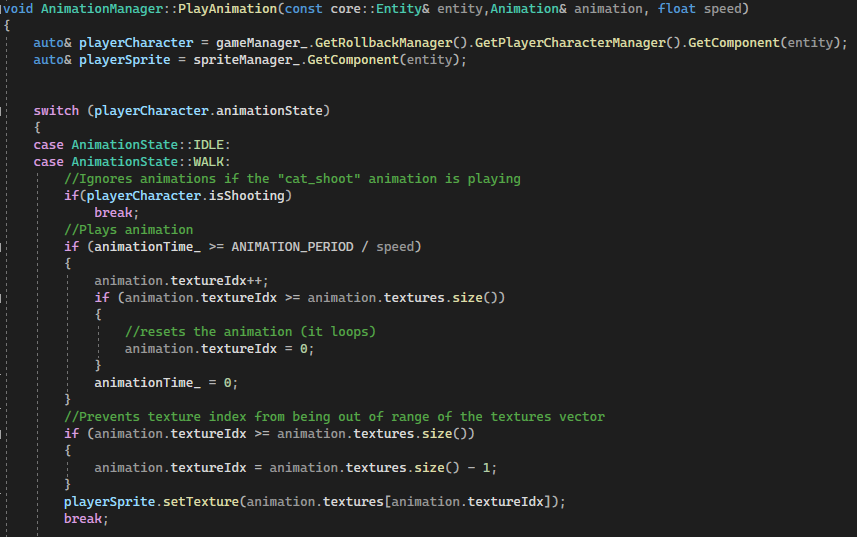 void AnimationManager::PlayAnimation(const core::Entity& entity,Animation& animation, float speed)
{
    auto& playerCharacter = gameManager_.GetRollbackManager().GetPlayerCharacterManager().GetComponent(entity);
    auto& playerSprite = spriteManager_.GetComponent(entity);


    switch (playerCharacter.animationState)
    {
    case AnimationState::IDLE:
    case AnimationState::WALK:
        //Ignores animations if the "cat_shoot" animation is playing
        if(playerCharacter.isShooting)
            break;
        //Plays animation
        if (animationTime_ >= ANIMATION_PERIOD / speed)
        {
            animation.textureIdx++;
            if (animation.textureIdx >= animation.textures.size())
            {
                //resets the animation (it loops)
                animation.textureIdx = 0;
            }
            animationTime_ = 0;
        }
        //Prevents texture index from being out of range of the textures vector
        if (animation.textureIdx >= animation.textures.size())
        {
            animation.textureIdx = animation.textures.size() - 1;
        }
        playerSprite.setTexture(animation.textures[animation.textureIdx]);
        break;